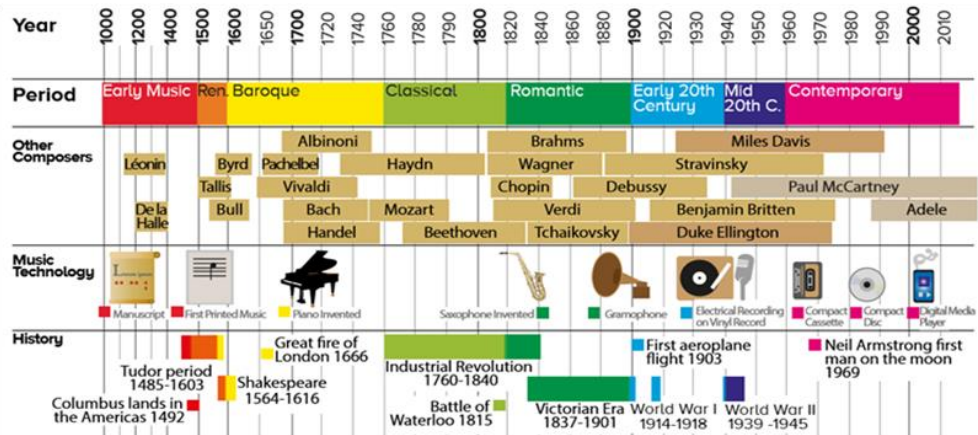 Year 1000 1200 1400 1500 1600 1650 1700 1720 1740 1760 1780 1790 1800 1820 1840 1860 1880 1900 1920 1940 1950 1960 1970 1980 1990 2000 2010
Period Early Music Ren. Baroque Classical Romantic Early 20th Century Mid 20th C. Contemporary
Other Composers
Albinoni Brahms Miles Davis
Léonin Byrd Pachelbel Haydn Wagner Stravinsky
Tallis Vivaldi Chopin Debussy Paul McCartney
De la Halle Bull Bach Mozart Verdi Benjamin Britten Adele
Handel Beethoven Tchaikovsky Duke Ellington
Music Technology
Manuscript First Printed Music Piano Invented Saxophone Invented Gramophone Electrical Recording on Vinyl Record Compact Cassette Compact Disc Digital Media Player
History
Tudor period
1485-1603
Columbus lands in
the Americas 1492
Great fire of
London 1666
Shakespeare
1564-1616
Industrial Revolution
1760-1840
Battle of
Waterloo 1815
Victorian Era
1837-1901
First aeroplane
flight 1903
World War I
1914-1918
World War II
1939 -1945
Neil Armstrong first
man on the moon
1969